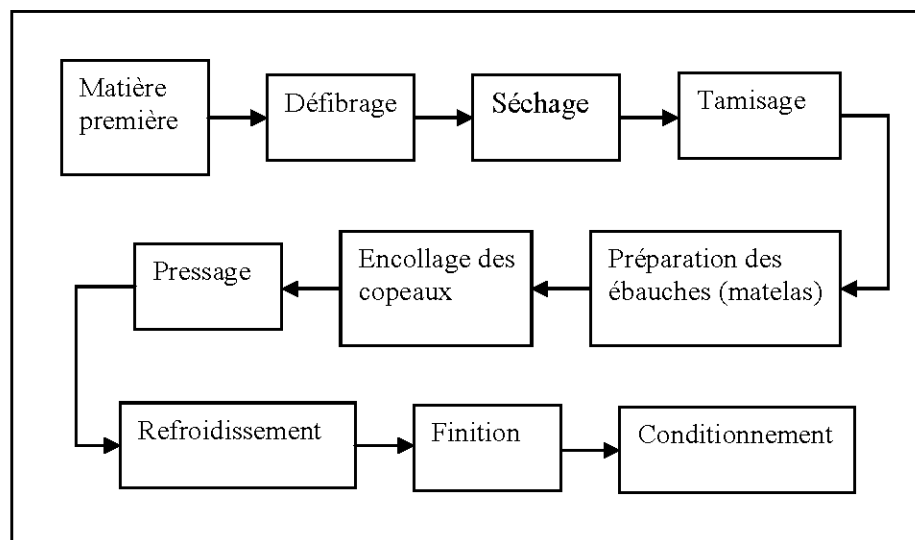 Matière
première
Défibrage
Séchage
Tamisage
Pressage
Encollage des
copeaux
Préparation des
ébauches (matelas)
Refroidissement
Finition
Conditionnement